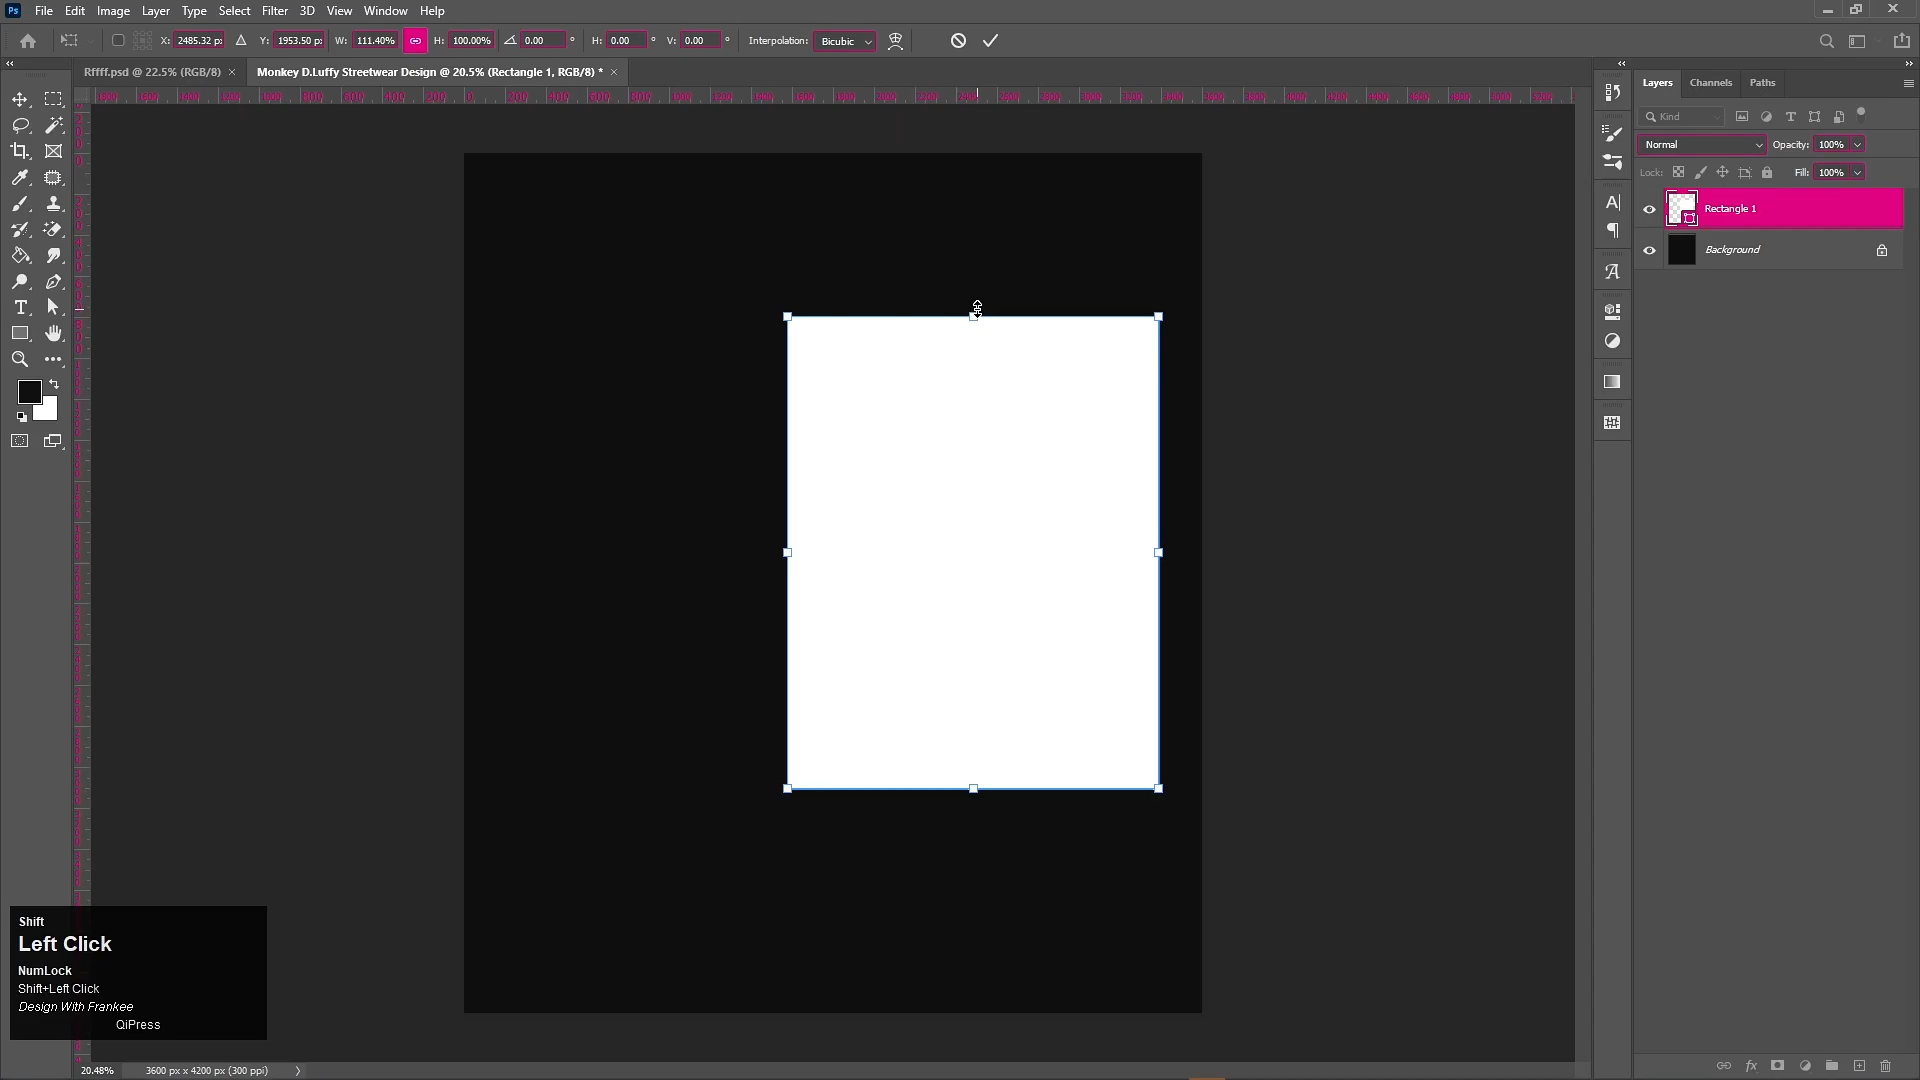 Ps File Edit Image Layer Type Select Filter 3D View Window Help
X: 2485.32 px Y: 1953.50 px W: 111.40% H: 100.00% 0.00 ° H: 0.00 ° V: 0.00 ° Interpolation: Bicubic
Rffff.psd @ 22.5% (RGB/8) × Monkey D.Luffy Streetwear Design @ 20.5% (Rectangle 1, RGB/8) * ×
Layers Channels Paths
Kind
Normal Opacity: 100%
Lock: Fill: 100%
Rectangle 1
Background
Shift
Left Click
NumLock
Shift+Left Click
Design With Frankee
QiPress
20.48% 3600 px x 4200 px (300 ppi)